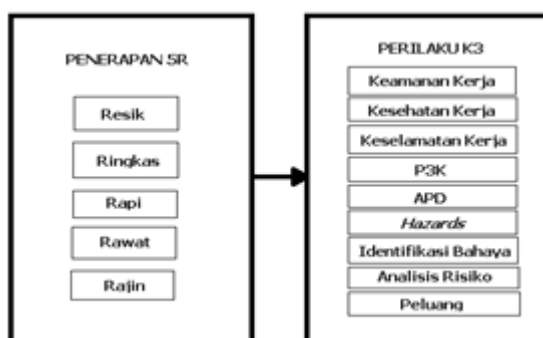 PENERAPAN 5R
Resik
Ringkas
Rapi
Rawat
Rajin
PERILAKU K3
Keamanan Kerja
Kesehatan Kerja
Keselamatan Kerja
P3K
APD
Hazards
Identifikasi Bahaya
Analisis Risiko
Peluang